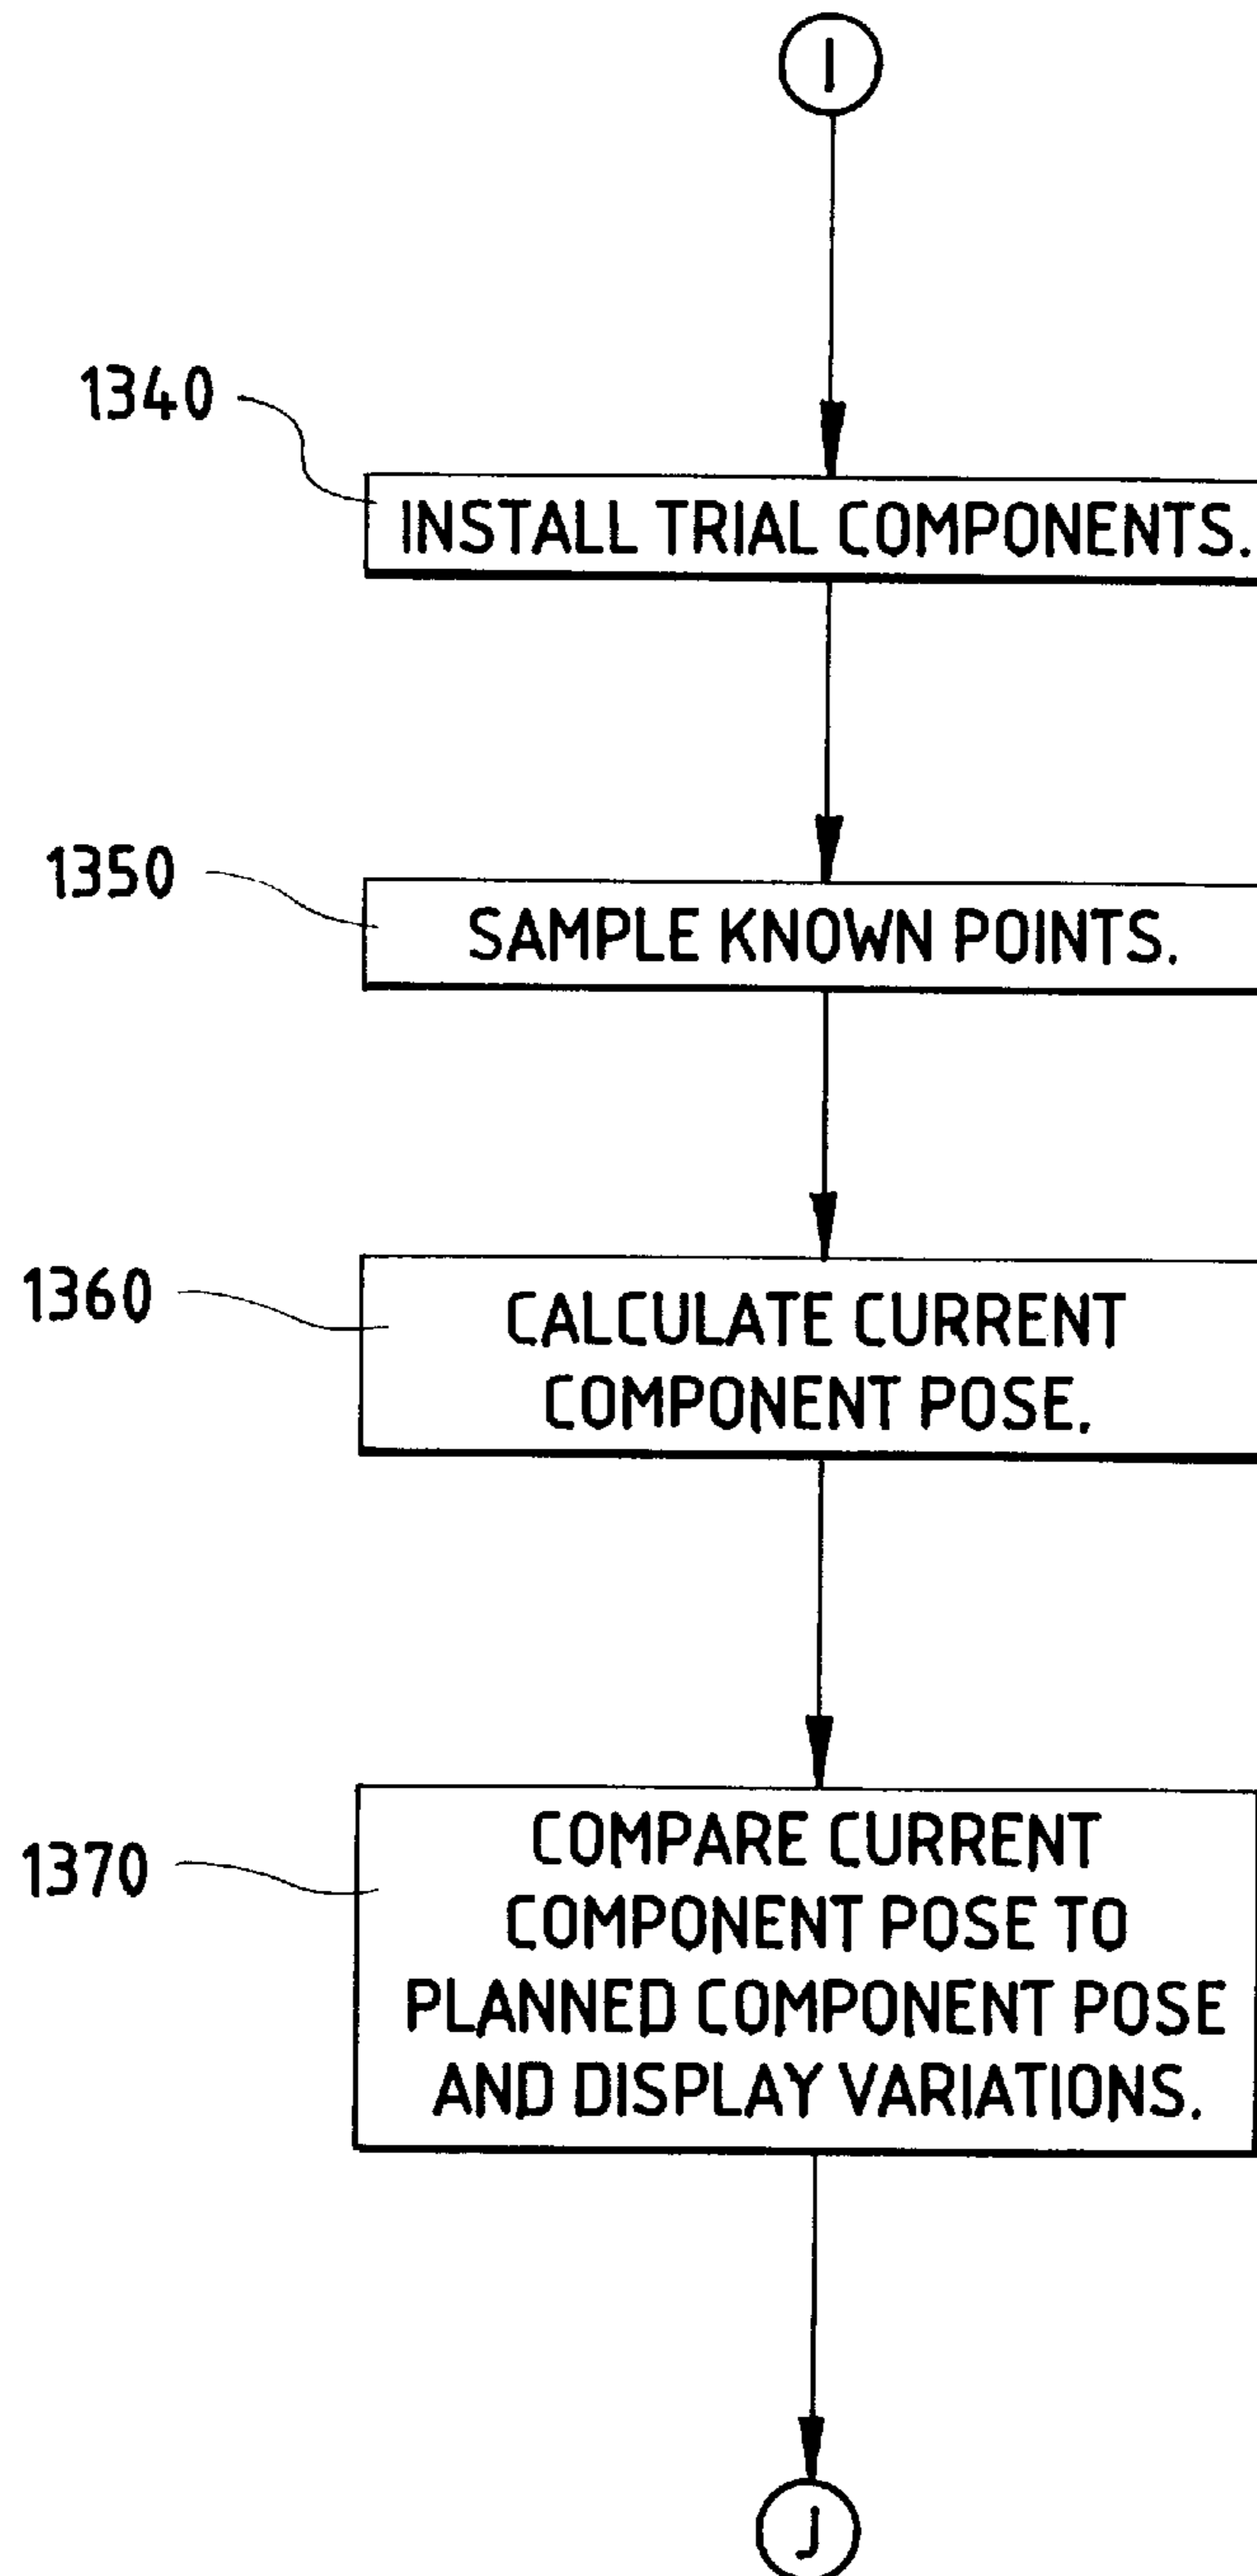 I
1340
INSTALL TRIAL COMPONENTS.
1350
SAMPLE KNOWN POINTS.
1360
CALCULATE CURRENT
COMPONENT POSE.
1370
COMPARE CURRENT
COMPONENT POSE TO
PLANNED COMPONENT POSE
AND DISPLAY VARIATIONS.
J